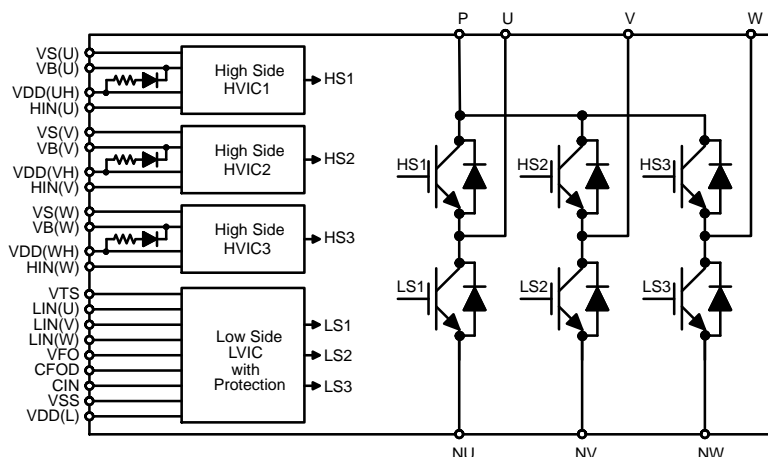 P U V W
VS(U)
VB(U)
VDD(UH)
HIN(U)
High Side
HVIC1
HS1
VS(V)
VB(V)
VDD(VH)
HIN(V)
High Side
HVIC2
HS2
VS(W)
VB(W)
VDD(WH)
HIN(W)
High Side
HVIC3
HS3
VTS
LIN(U)
LIN(V)
LIN(W)
VFO
CFOD
CIN
VSS
VDD(L)
Low Side
LVIC
with
Protection
LS1
LS2
LS3
HS1 HS2 HS3
LS1 LS2 LS3
NU NV NW